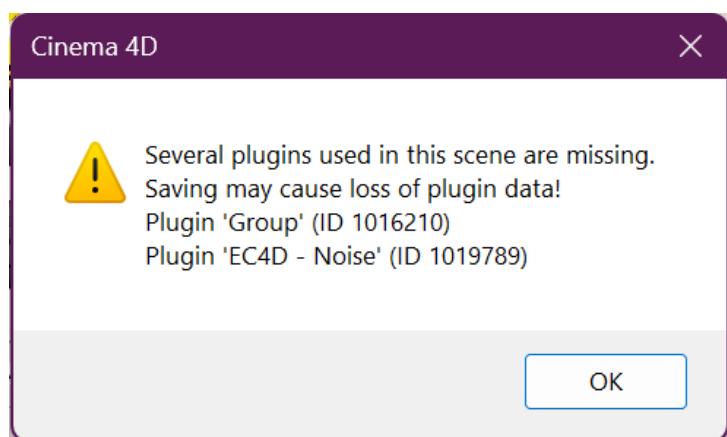 Cinema 4D
Several plugins used in this scene are missing.
Saving may cause loss of plugin data!
Plugin 'Group' (ID 1016210)
Plugin 'EC4D - Noise' (ID 1019789)
OK